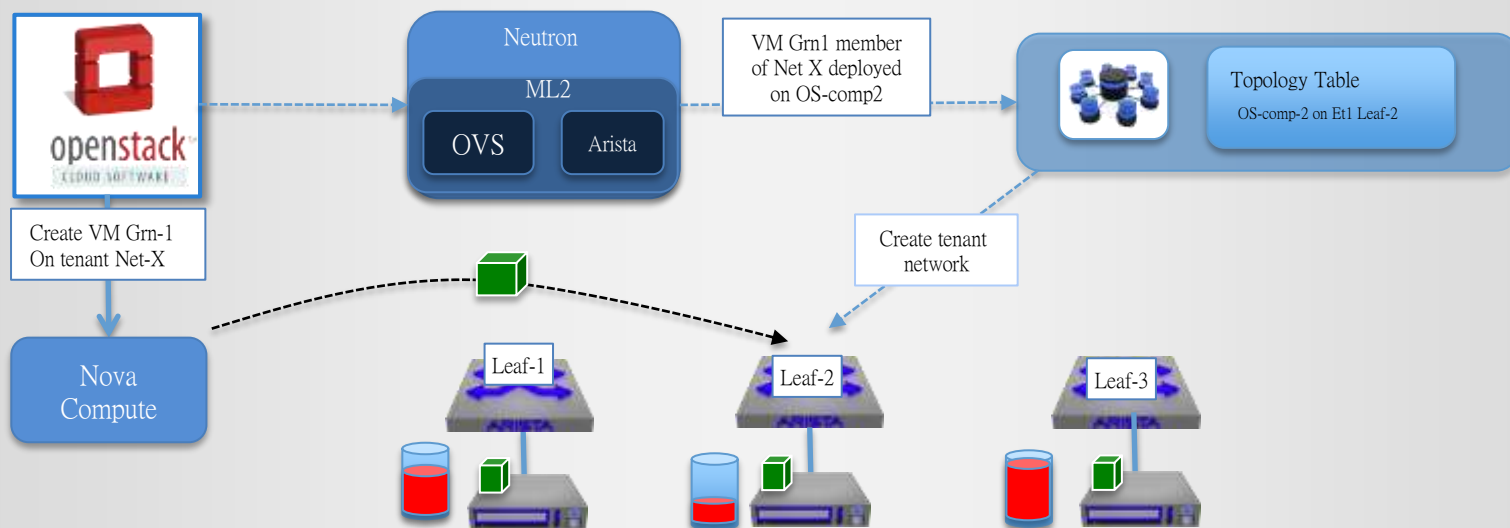 openstack
CLOUD SOFTWARE
Create VM Grn-1
On tenant Net-X
Nova
Compute
Neutron
ML2
OVS
Arista
VM Grn1 member
of Net X deployed
on OS-comp2
Topology Table
OS-comp-2 on Et1 Leaf-2
Create tenant
network
Leaf-1
ARISTA
Leaf-2
ARISTA
Leaf-3
ARISTA